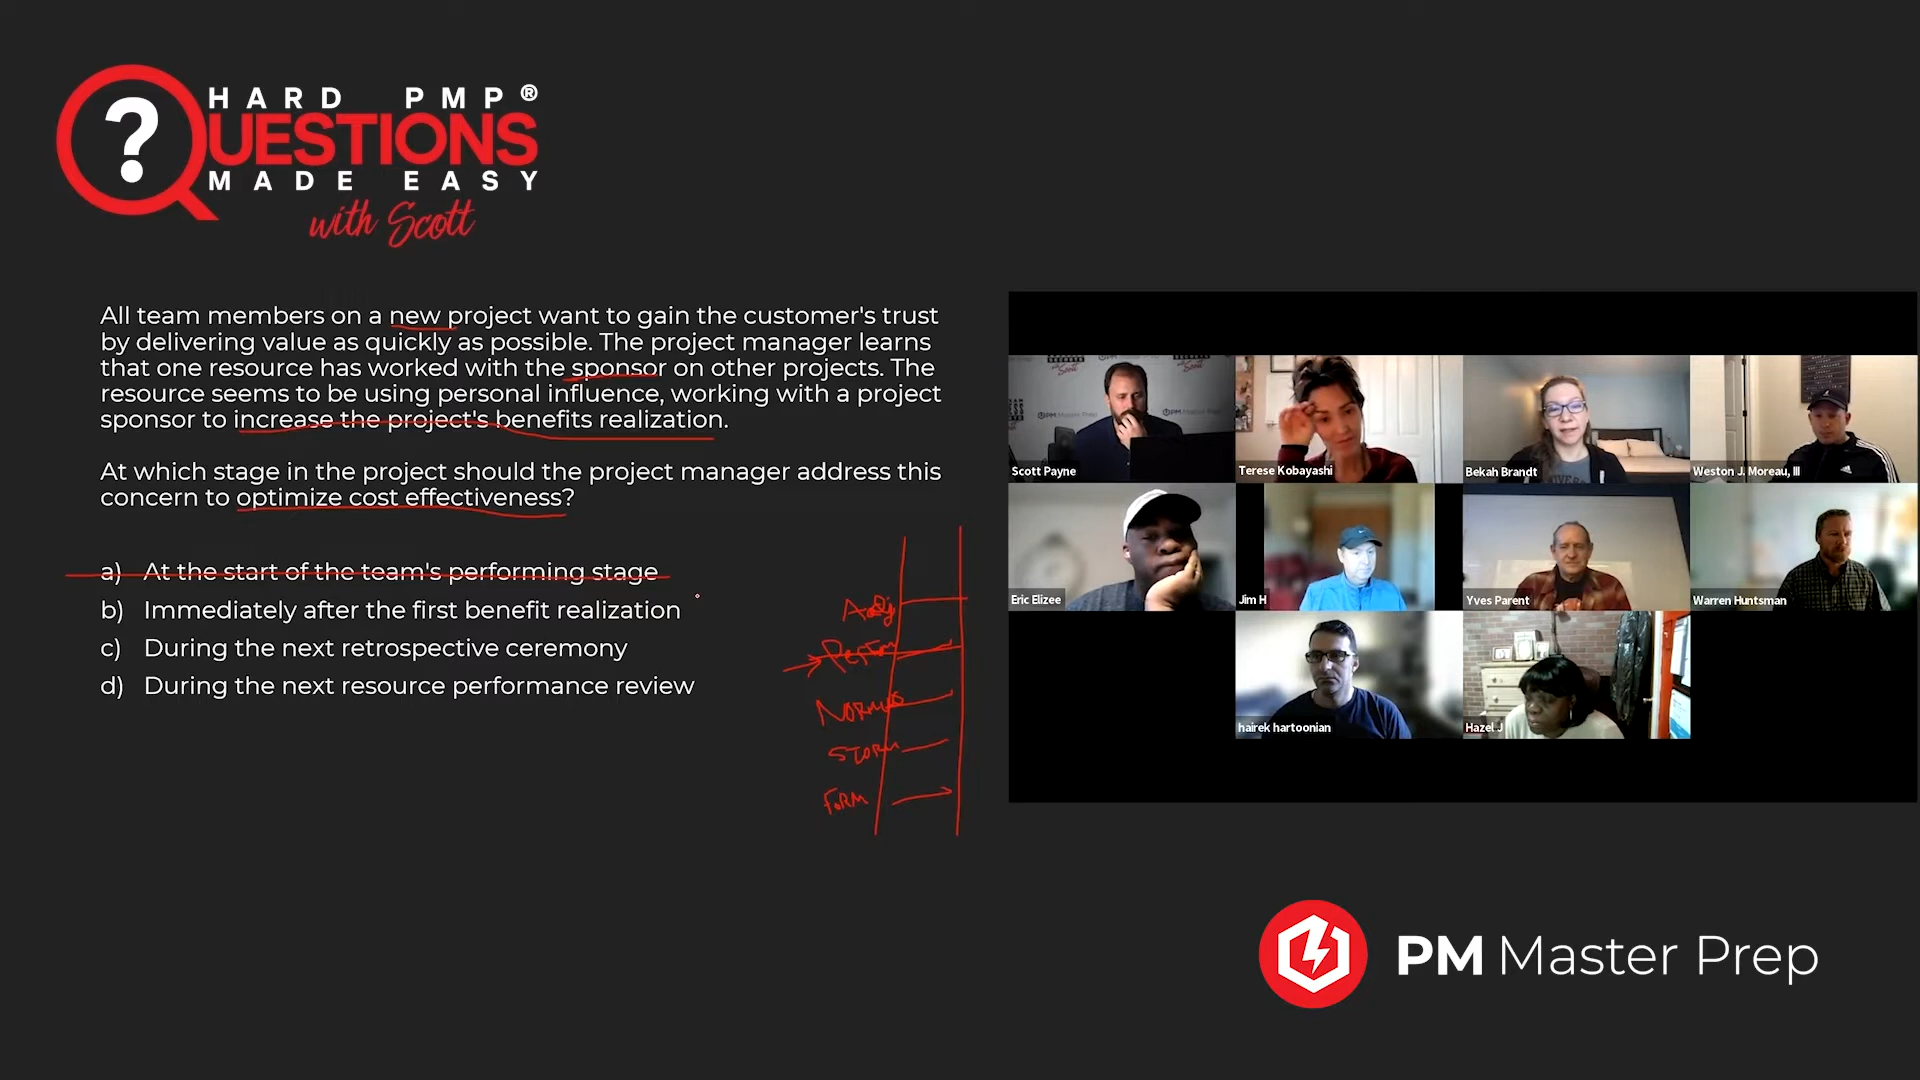 HARD PMP®
?
QUESTIONS
MADE EASY
with Scott
All team members on a new project want to gain the customer's trust
by delivering value as quickly as possible. The project manager learns
that one resource has worked with the sponsor on other projects. The
resource seems to be using personal influence, working with a project
sponsor to increase the project's benefits realization.
At which stage in the project should the project manager address this
concern to optimize cost effectiveness?
a) At the start of the team's performing stage
b) Immediately after the first benefit realization
c) During the next retrospective ceremony
d) During the next resource performance review
Adj
Perform
Norming
Storm
Form
Scott Payne
Terese Kobayashi
Bekah Brandt
Weston J. Moreau, III
Eric Elizee
Jim H
Yves Parent
Warren Huntsman
hairek hartoonian
Hazel J
PM Master Prep